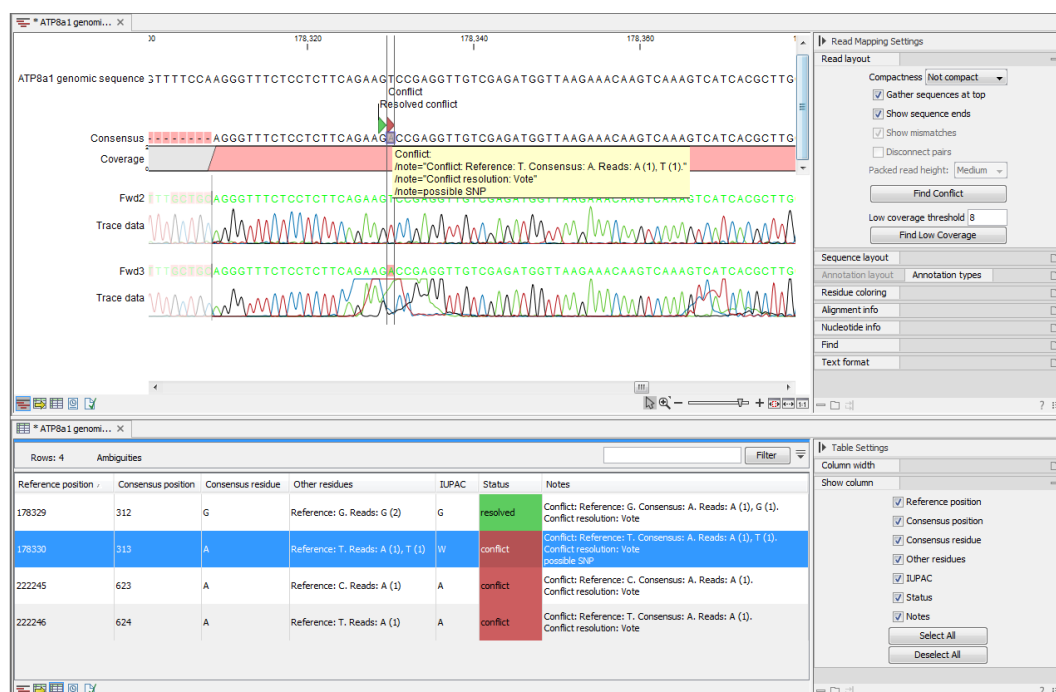 * ATP8a1 genomi...
178,320
178,340
178,360
ATP8a1 genomic sequence
GTTTTCCAAGGGTTTCTCCTCTTCAGAAGTCCGAGGTTGTCGAGATGGTTAAGAAACAAGTCAAAGTCATCACGCTTG
Conflict
Resolved conflict
Consensus
AGGGTTTCTCCTCTTCAGAAG
CCGAGGTTGTCGAGATGGTTAAGAAACAAGTCAAAGTCATCACGCTTG
Coverage
Conflict:
/note="Conflict: Reference: T. Consensus: A. Reads: A (1), T (1)."
/note="Conflict resolution: Vote"
/note=possible SNP
Fwd2
AGGGTTTCTCCTCTTCAGAAGTCCGAGGTTGTCGAGATGGTTAAGAAACAAGTCAAAGTCATCACGCTTG
Trace data
Fwd3
AGGGTTTCTCCTCTTCAGAAGACCGAGGTTGTCGAGATGGTTAAGAAACAAGTCAAAGTCATCACGCTTG
Trace data
Read Mapping Settings
Read layout
Compactness Not compact
Gather sequences at top
Show sequence ends
Show mismatches
Disconnect pairs
Packed read height: Medium
Find Conflict
Low coverage threshold 8
Find Low Coverage
Sequence layout
Annotation layout Annotation types
Residue coloring
Alignment info
Nucleotide info
Find
Text format
* ATP8a1 genomi...
Rows: 4 Ambiguities Filter
Reference position Consensus position Consensus residue Other residues IUPAC Status Notes
178329 312 G Reference: G. Reads: G (2) G resolved Conflict: Reference: G. Consensus: A. Reads: A (1), G (1).
Conflict resolution: Vote
178330 313 A Reference: T. Reads: A (1), T (1) W conflict Conflict: Reference: T. Consensus: A. Reads: A (1), T (1).
Conflict resolution: Vote
possible SNP
222245 623 A Reference: C. Reads: A (1) A conflict Conflict: Reference: C. Consensus: A. Reads: A (1).
Conflict resolution: Vote
222246 624 A Reference: T. Reads: A (1) A conflict Conflict: Reference: T. Consensus: A. Reads: A (1).
Conflict resolution: Vote
Table Settings
Column width
Show column
Reference position
Consensus position
Consensus residue
Other residues
IUPAC
Status
Notes
Select All
Deselect All